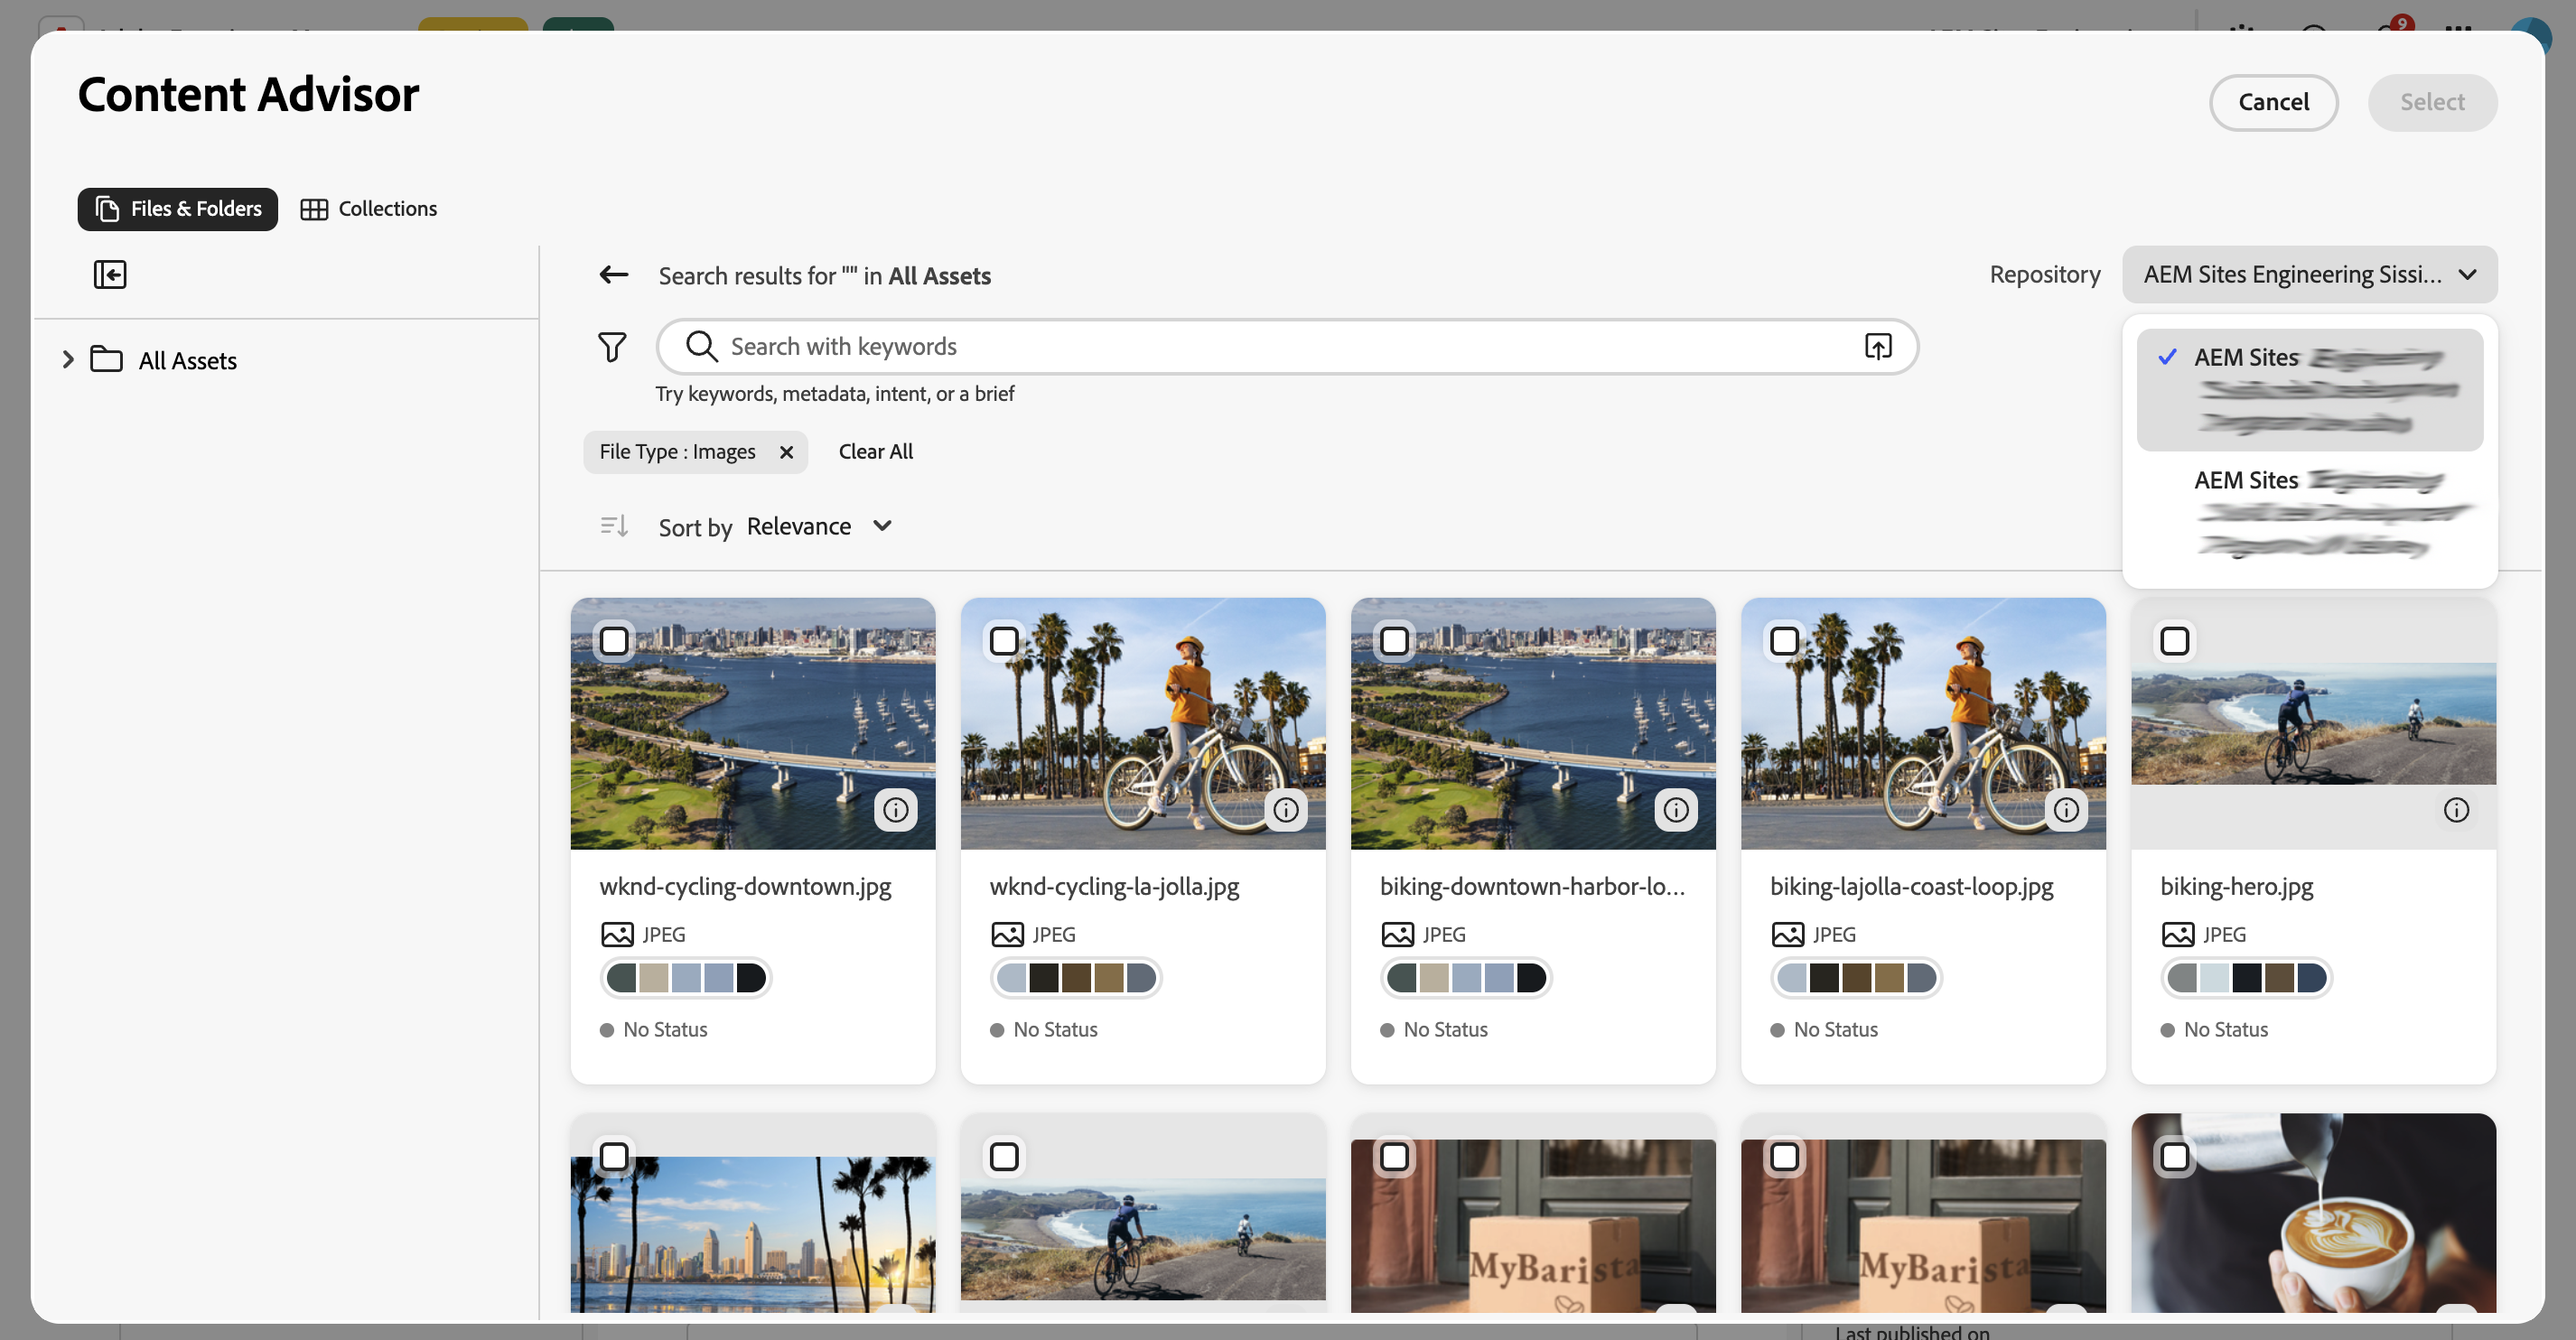 9
Content Advisor
Cancel
Select
Files & Folders
Collections
Search results for "" in All Assets
Repository
AEM Sites Engineering Sissi...
Search with keywords
Try keywords, metadata, intent, or a brief
AEM Sites
AEM Sites
All Assets
File Type : Images
Clear All
Sort by Relevance
wknd-cycling-downtown.jpg
JPEG
No Status
wknd-cycling-la-jolla.jpg
JPEG
No Status
biking-downtown-harbor-lo...
JPEG
No Status
biking-lajolla-coast-loop.jpg
JPEG
No Status
biking-hero.jpg
JPEG
No Status
MyBarista
MyBarista
Last published on